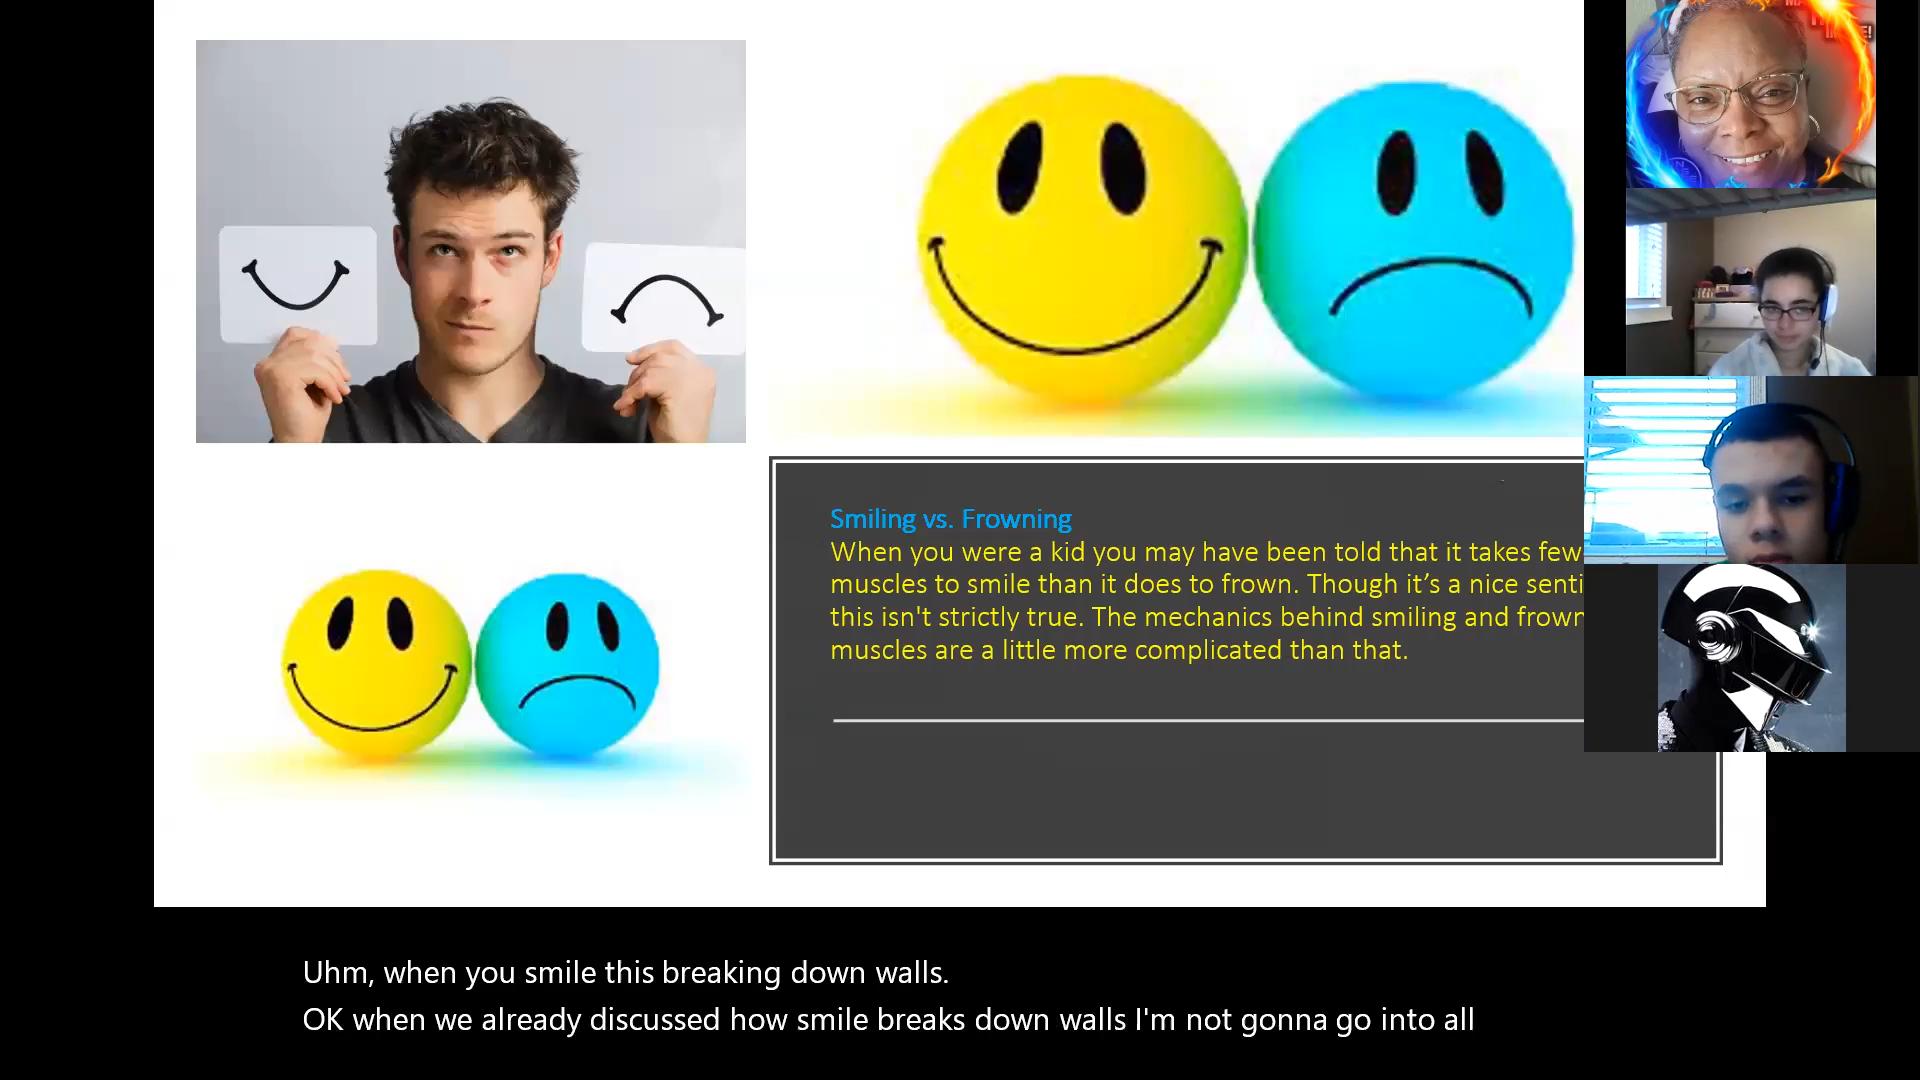 Smiling vs. Frowning
When you were a kid you may have been told that it takes few
muscles to smile than it does to frown. Though it’s a nice senti
this isn't strictly true. The mechanics behind smiling and frown
muscles are a little more complicated than that.
Uhm, when you smile this breaking down walls.
OK when we already discussed how smile breaks down walls I'm not gonna go into all